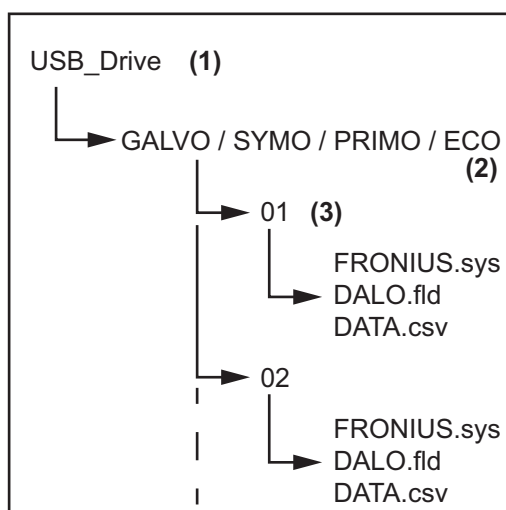 USB_Drive (1)
GALVO / SYMO / PRIMO / ECO
(2)
01 (3)
FRONIUS.sys
DALO.fld
DATA.csv
02
FRONIUS.sys
DALO.fld
DATA.csv